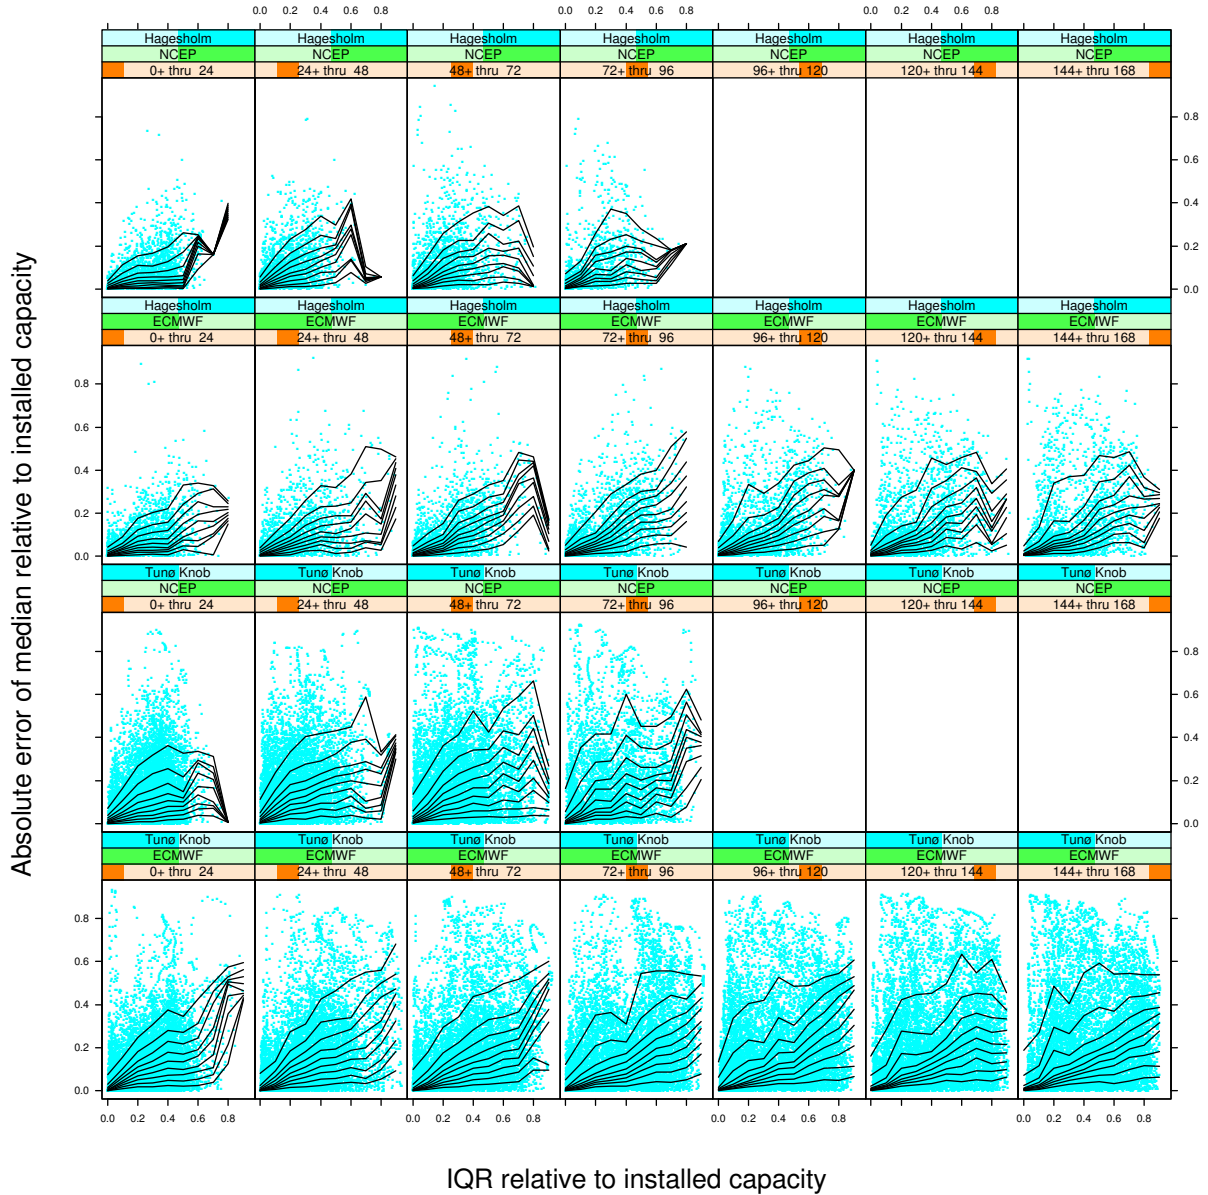 0.0 0.2 0.4 0.6 0.8 0.0 0.2 0.4 0.6 0.8 0.0 0.2 0.4 0.6 0.8
Hagesholm Hagesholm Hagesholm Hagesholm Hagesholm Hagesholm Hagesholm
NCEP NCEP NCEP NCEP NCEP NCEP NCEP
0+ thru 24 24+ thru 48 48+ thru 72 72+ thru 96 96+ thru 120 120+ thru 144 144+ thru 168
0.8
0.6
0.4
0.2
0.0
Hagesholm Hagesholm Hagesholm Hagesholm Hagesholm Hagesholm Hagesholm
ECMWF ECMWF ECMWF ECMWF ECMWF ECMWF ECMWF
0+ thru 24 24+ thru 48 48+ thru 72 72+ thru 96 96+ thru 120 120+ thru 144 144+ thru 168
0.8
0.6
0.4
0.2
0.0
Tunø Knob Tunø Knob Tunø Knob Tunø Knob Tunø Knob Tunø Knob Tunø Knob
NCEP NCEP NCEP NCEP NCEP NCEP NCEP
0+ thru 24 24+ thru 48 48+ thru 72 72+ thru 96 96+ thru 120 120+ thru 144 144+ thru 168
0.8
0.6
0.4
0.2
0.0
Tunø Knob Tunø Knob Tunø Knob Tunø Knob Tunø Knob Tunø Knob Tunø Knob
ECMWF ECMWF ECMWF ECMWF ECMWF ECMWF ECMWF
0+ thru 24 24+ thru 48 48+ thru 72 72+ thru 96 96+ thru 120 120+ thru 144 144+ thru 168
0.8
0.6
0.4
0.2
0.0
0.0 0.2 0.4 0.6 0.8 0.0 0.2 0.4 0.6 0.8 0.0 0.2 0.4 0.6 0.8 0.0 0.2 0.4 0.6 0.8
Absolute error of median relative to installed capacity
IQR relative to installed capacity